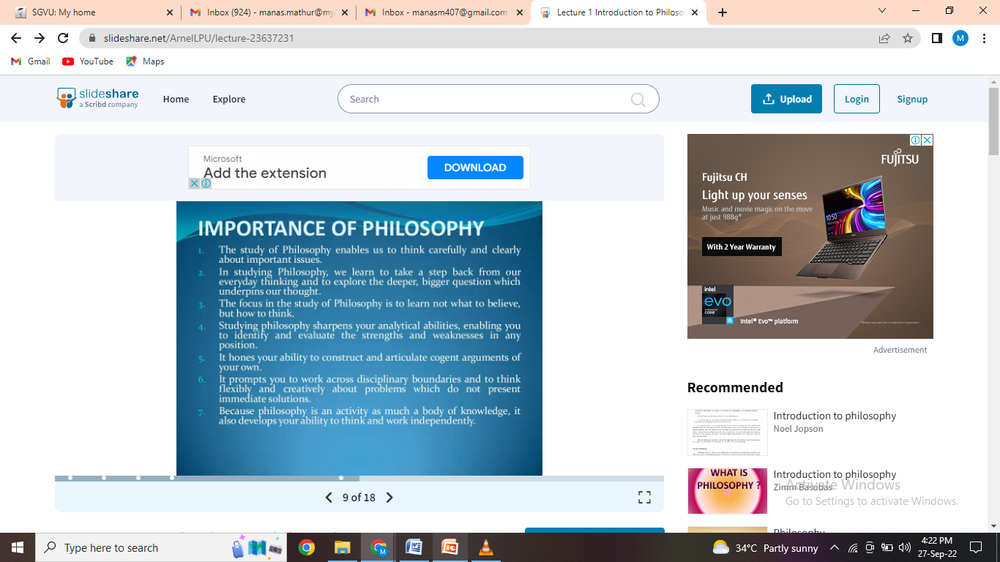 SGVU: My home
Inbox (924) - manas.mathur@my
Inbox - manasm407@gmail.com
Lecture 1 Introduction to Philoso
slideshare.net/ArnelLPU/lecture-23637231
M
Gmail
YouTube
Maps
slideshare
a Scribd company
Home
Explore
Search
Upload
Login
Signup
Microsoft
Add the extension
DOWNLOAD
IMPORTANCE OF PHILOSOPHY
1. The study of Philosophy enables us to think carefully and clearly
about important issues.
2. In studying Philosophy, we learn to take a step back from our
everyday thinking and to explore the deeper, bigger question which
underpins our thought.
3. The focus in the study of Philosophy is to learn not what to believe,
but how to think.
4. Studying philosophy sharpens your analytical abilities, enabling you
to identify and evaluate the strengths and weaknesses in any
position.
5. It hones your ability to construct and articulate cogent arguments of
your own.
6. It prompts you to work across disciplinary boundaries and to think
flexibly and creatively about problems which do not present
immediate solutions.
7. Because philosophy is an activity as much a body of knowledge, it
also develops your ability to think and work independently.
9 of 18
FUJITSU
Fujitsu CH
Light up your senses
Music and movie magic on the move
at just 988g*
10:50
With 2 Year Warranty
intel
evo
POWERED BY
CORE
i5
Intel® Evo™ platform
Advertisement
Recommended
Introduction to philosophy
Noel Jopson
WHAT IS
PHILOSOPHY ?
Introduction to philosophy
Zimm Basubas
Philosophy
Activate Windows
Go to Settings to activate Windows.
Type here to search
34°C Partly sunny
4:22 PM
27-Sep-22